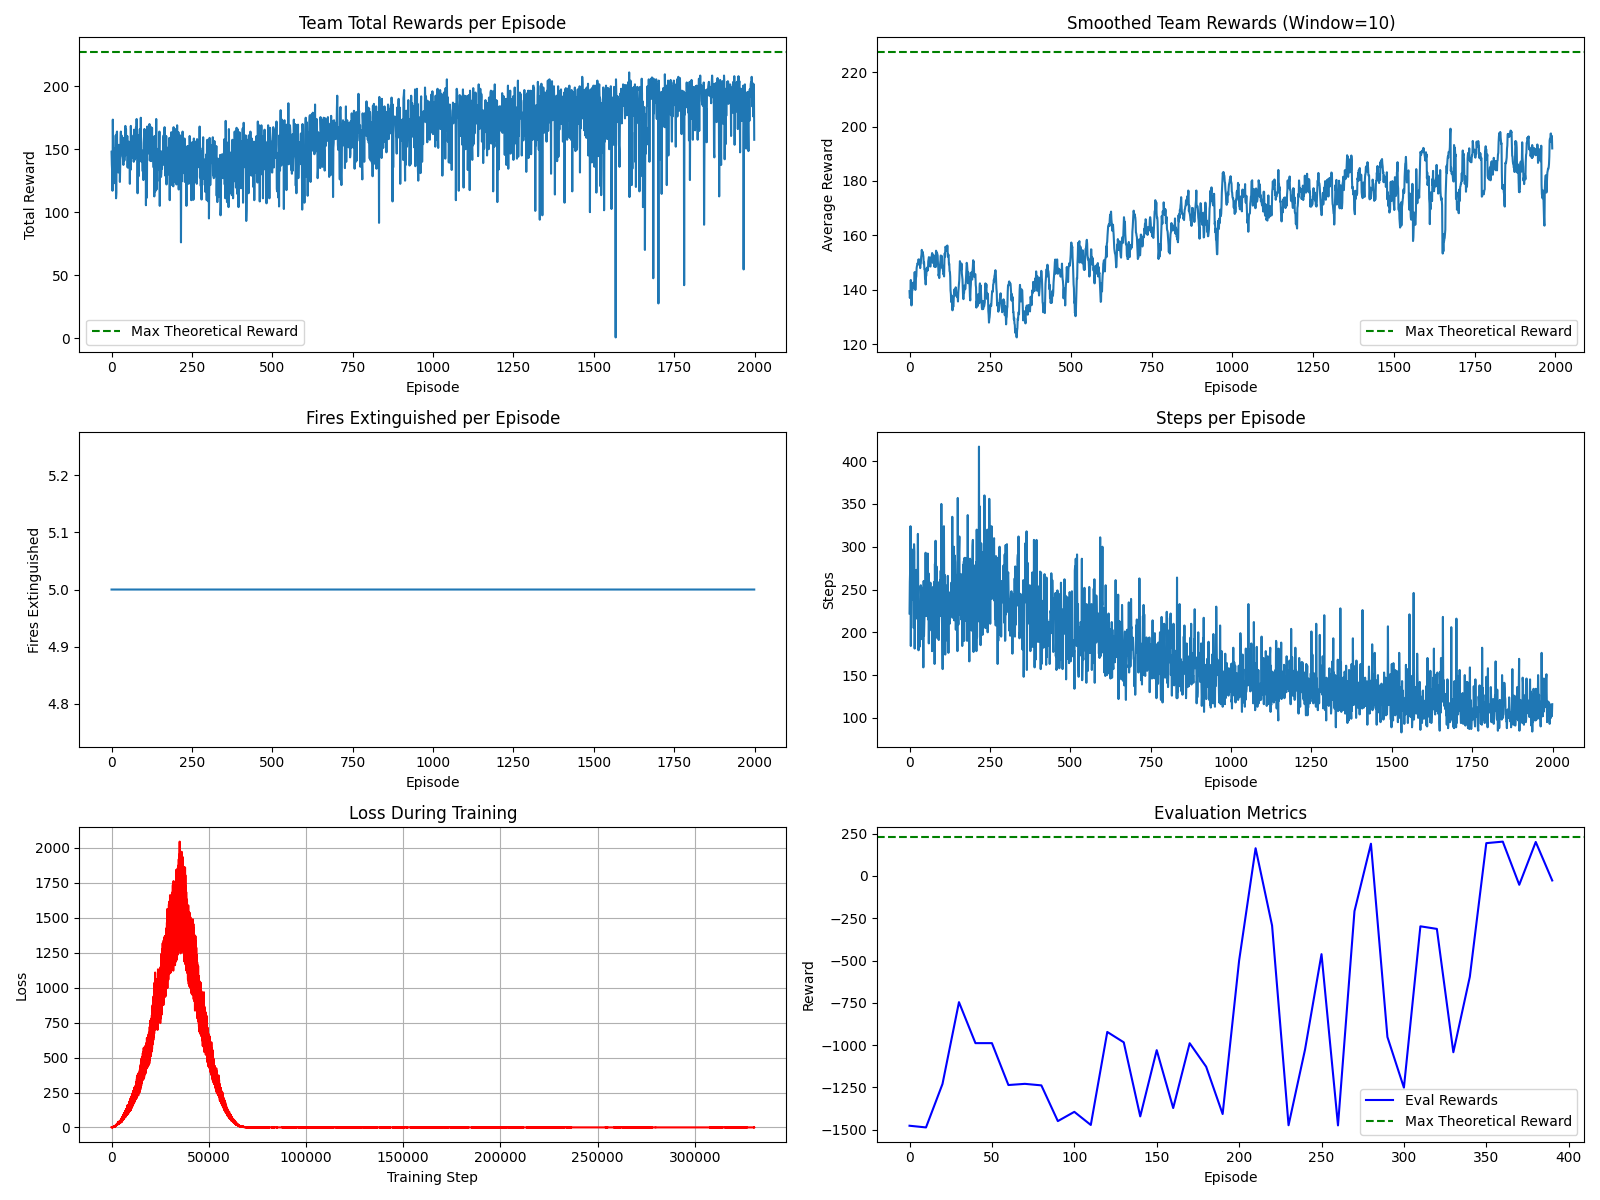 Team Total Rewards per Episode
Total Reward
200
150
100
50
0
Max Theoretical Reward
0 250 500 750 1000 1250 1500 1750 2000
Episode
Smoothed Team Rewards (Window=10)
Average Reward
220
200
180
160
140
120
Max Theoretical Reward
0 250 500 750 1000 1250 1500 1750 2000
Episode
Fires Extinguished per Episode
Fires Extinguished
5.2
5.1
5.0
4.9
4.8
0 250 500 750 1000 1250 1500 1750 2000
Episode
Steps per Episode
Steps
400
350
300
250
200
150
100
0 250 500 750 1000 1250 1500 1750 2000
Episode
Loss During Training
Loss
2000
1750
1500
1250
1000
750
500
250
0
0 50000 100000 150000 200000 250000 300000
Training Step
Evaluation Metrics
Reward
250
0
−250
−500
−750
−1000
−1250
−1500
Eval Rewards
Max Theoretical Reward
0 50 100 150 200 250 300 350 400
Episode